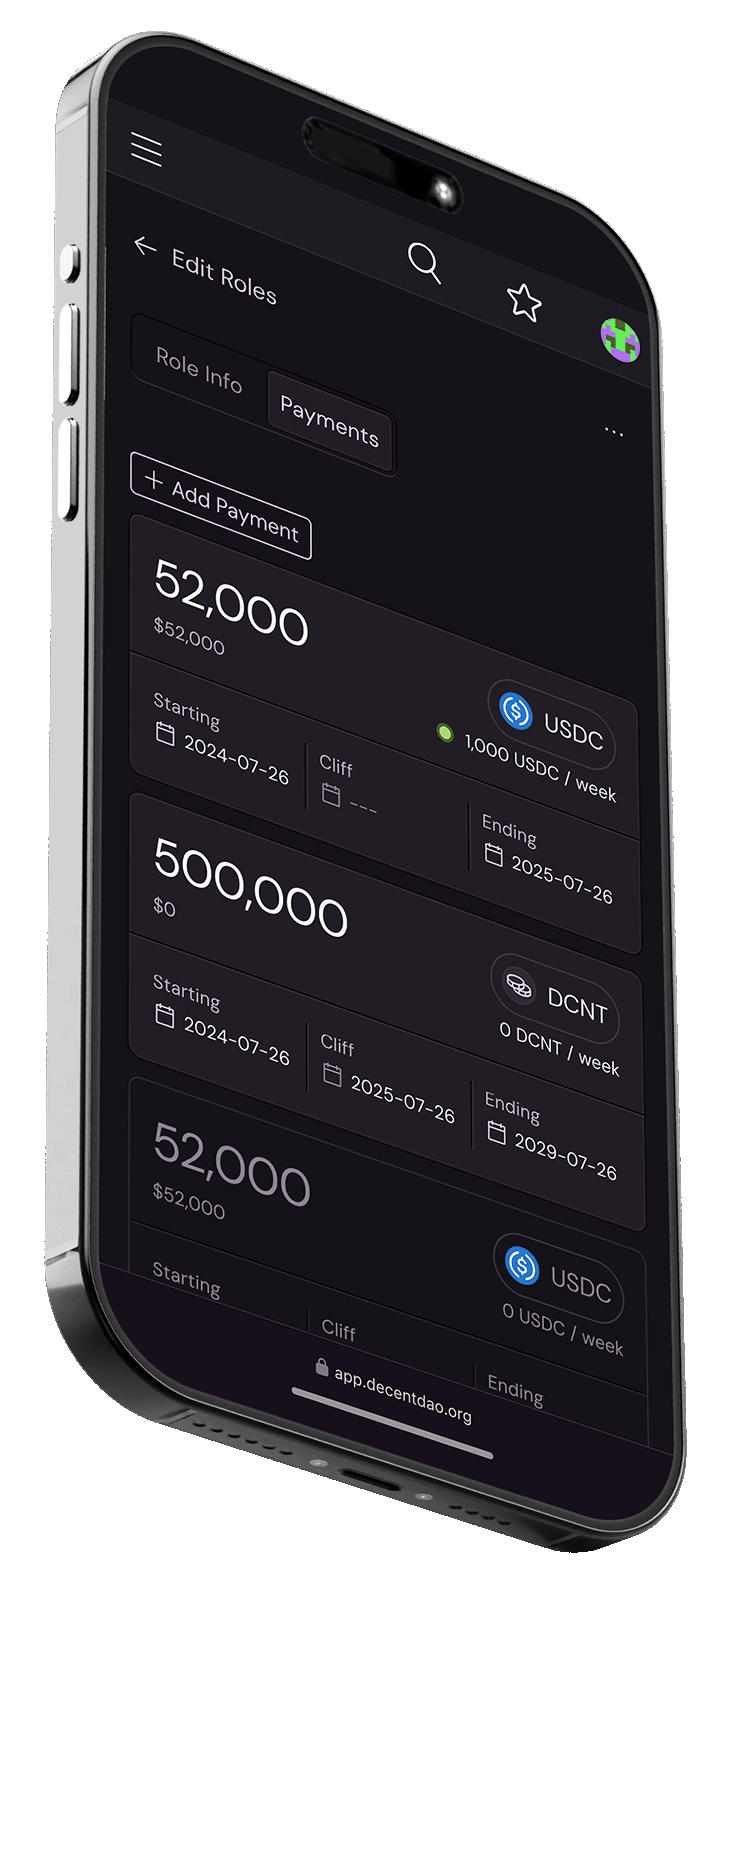 Edit Roles
Role Info
Payments
...
+ Add Payment
52,000
$52,000
USDC
1,000 USDC / week
Starting
2024-07-26
Cliff
---
Ending
2025-07-26
500,000
$0
DCNT
0 DCNT / week
Starting
2024-07-26
Cliff
2025-07-26
Ending
2029-07-26
52,000
$52,000
USDC
0 USDC / week
Starting
Cliff
Ending
app.decentdao.org